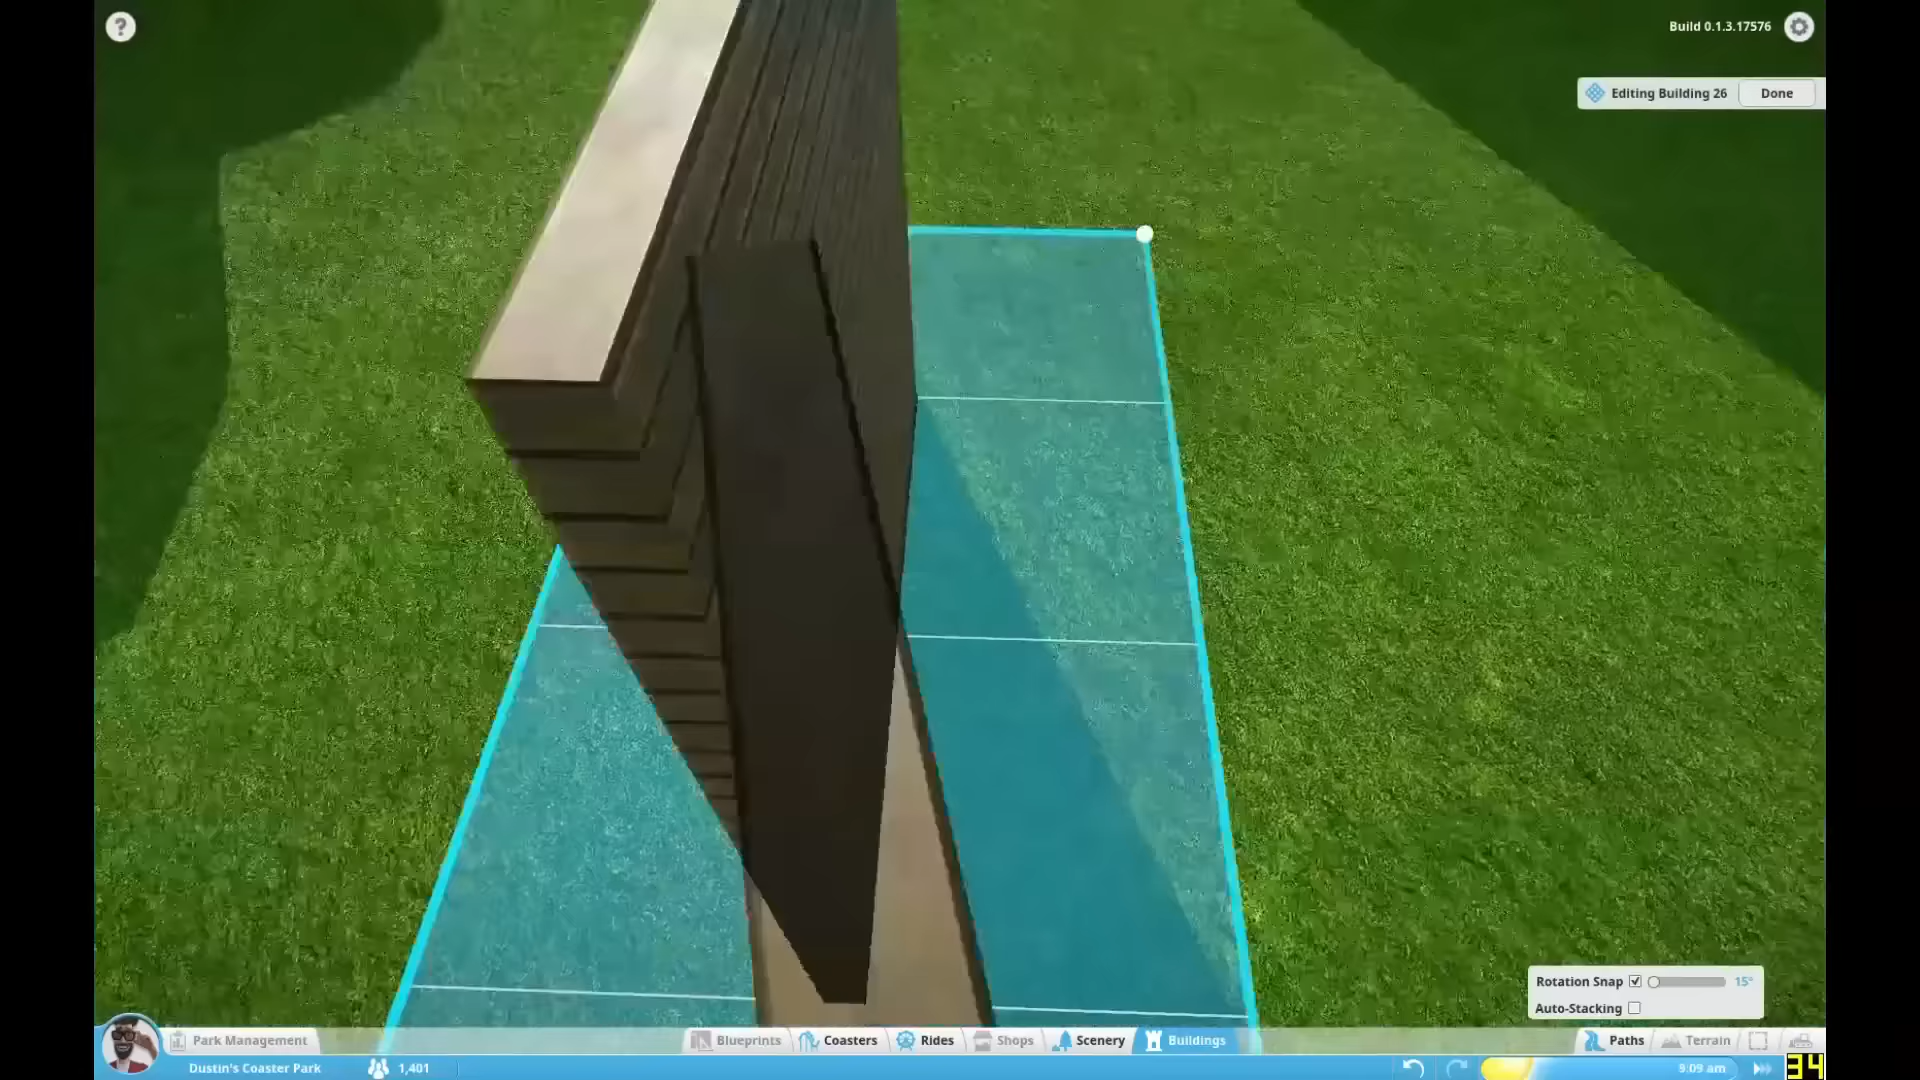 ?
Build 0.1.3.17576
Editing Building 26
Done
Rotation Snap
15°
Auto-Stacking
Park Management
Blueprints
Coasters
Rides
Shops
Scenery
Buildings
Paths
Terrain
Dustin's Coaster Park
1,401
9:09 am
34